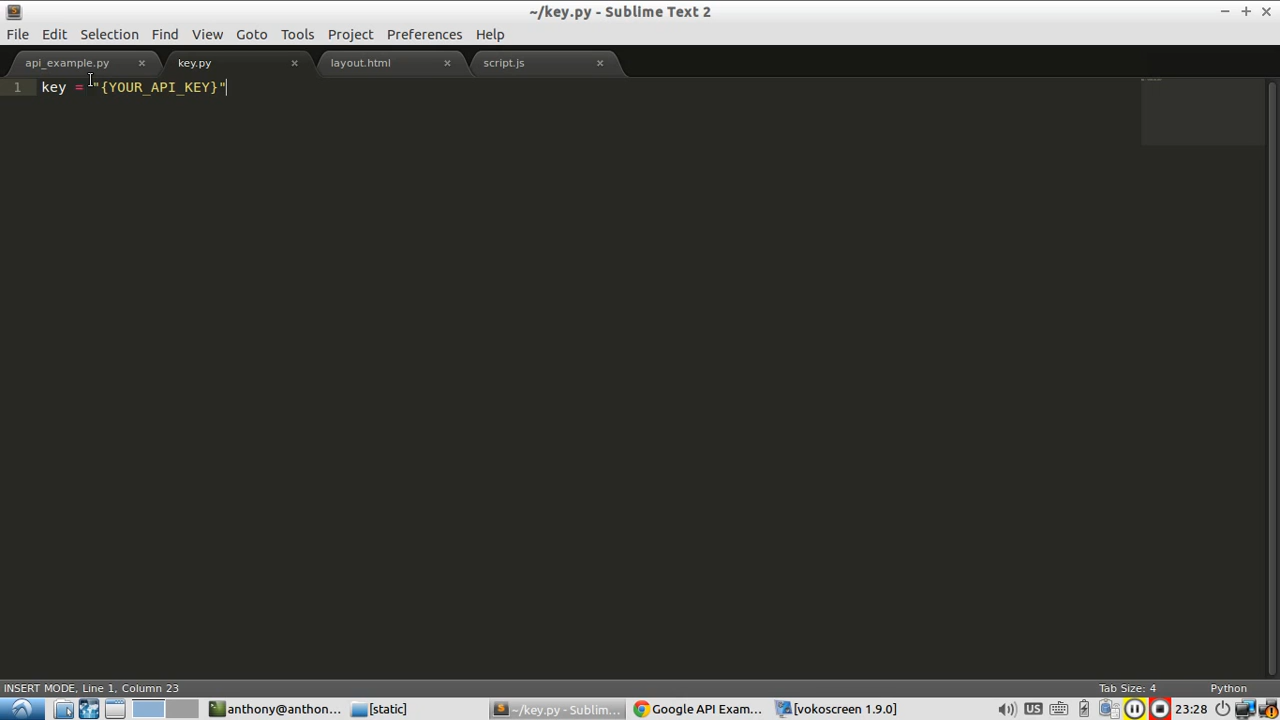 ~/key.py - Sublime Text 2
File Edit Selection Find View Goto Tools Project Preferences Help
api_example.py × key.py × layout.html × script.js ×
1 key = "{YOUR_API_KEY}"
INSERT MODE, Line 1, Column 23 Tab Size: 4 Python
anthony@anthon... [static] ~/key.py - Sublim... Google API Exam... [vokoscreen 1.9.0] US 23:28